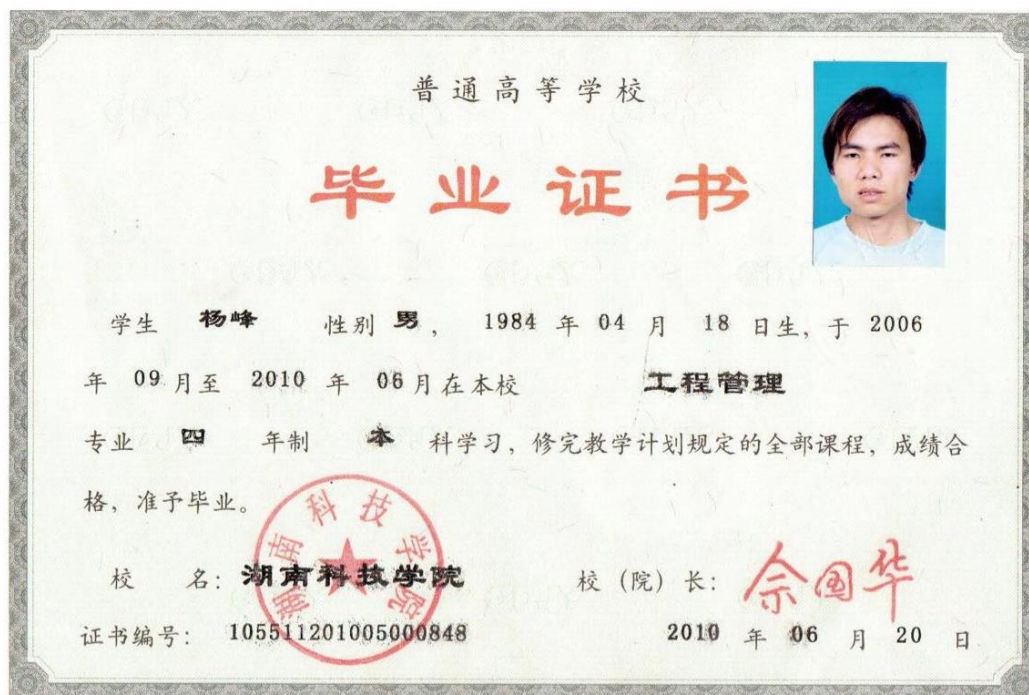 普通高等学校
毕业证书
学生 杨峰 性别 男， 1984 年 04 月 18 日生，于 2006
年 09 月至 2010 年 06 月在本校 工程管理
专业 四 年制 本 科学习，修完教学计划规定的全部课程，成绩合
格，准予毕业。
湖南科技学院
校 名： 湖南科技学院 校（院）长： 佘国华
证书编号： 105511201005000848 2010 年 06 月 20 日